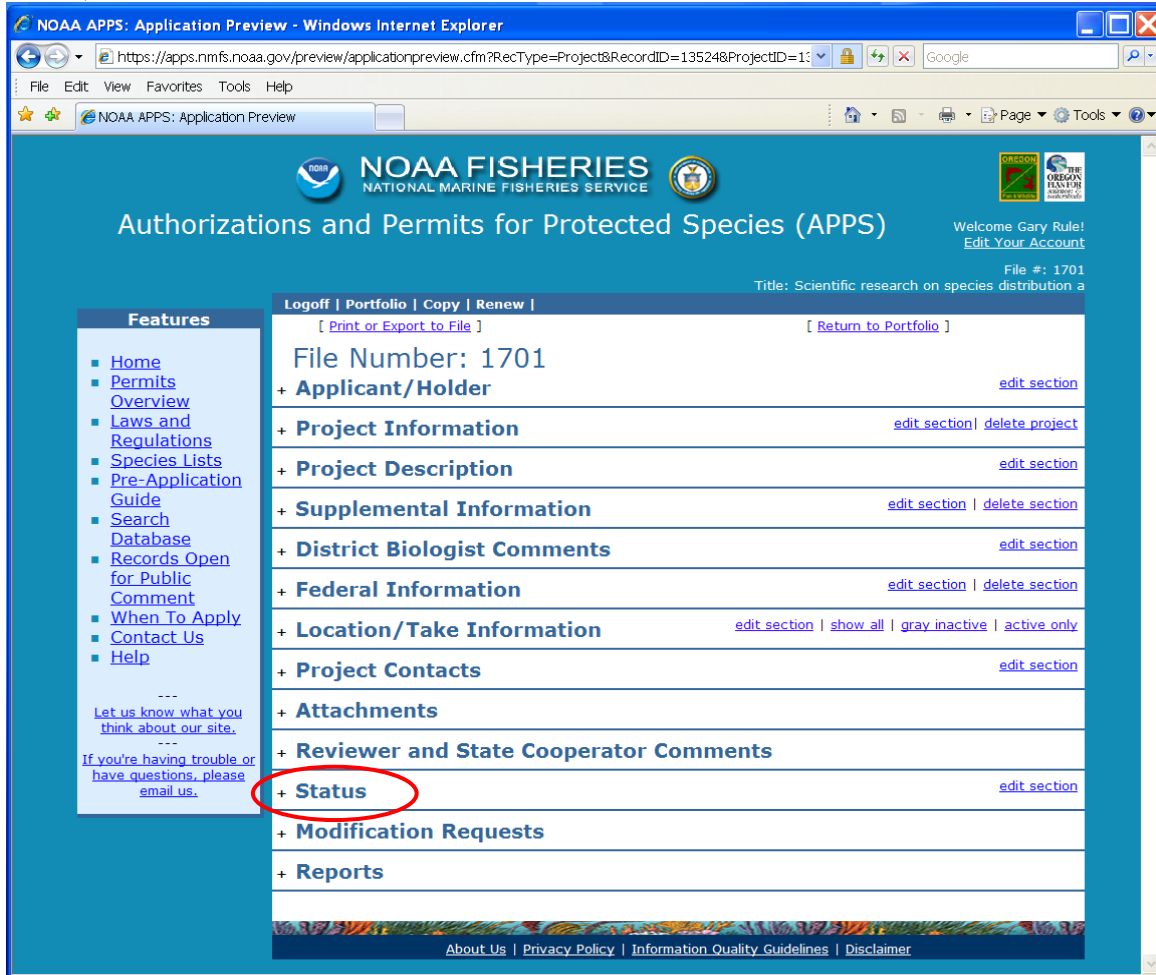 NOAA APPS: Application Preview - Windows Internet Explorer
https://apps.nmfs.noaa.gov/preview/applicationpreview.cfm?RecType=Project&RecordID=13524&ProjectID=13
Google
File Edit View Favorites Tools Help
NOAA APPS: Application Preview
Page Tools
NOAA FISHERIES
NATIONAL MARINE FISHERIES SERVICE
OREGON
THE OREGON PLAN FOR
Authorizations and Permits for Protected Species (APPS)
Welcome Gary Rule!
Edit Your Account
File #: 1701
Title: Scientific research on species distribution a
Logoff | Portfolio | Copy | Renew |
[ Print or Export to File ] [ Return to Portfolio ]
Features
Home
Permits
Overview
Laws and
Regulations
Species Lists
Pre-Application
Guide
Search
Database
Records Open
for Public
Comment
When To Apply
Contact Us
Help
---
Let us know what you
think about our site.
---
If you're having trouble or
have questions, please
email us.
File Number: 1701
+ Applicant/Holder edit section
+ Project Information edit section| delete project
+ Project Description edit section
+ Supplemental Information edit section | delete section
+ District Biologist Comments edit section
+ Federal Information edit section | delete section
+ Location/Take Information edit section | show all | gray inactive | active only
+ Project Contacts edit section
+ Attachments
+ Reviewer and State Cooperator Comments
+ Status edit section
+ Modification Requests
+ Reports
About Us | Privacy Policy | Information Quality Guidelines | Disclaimer